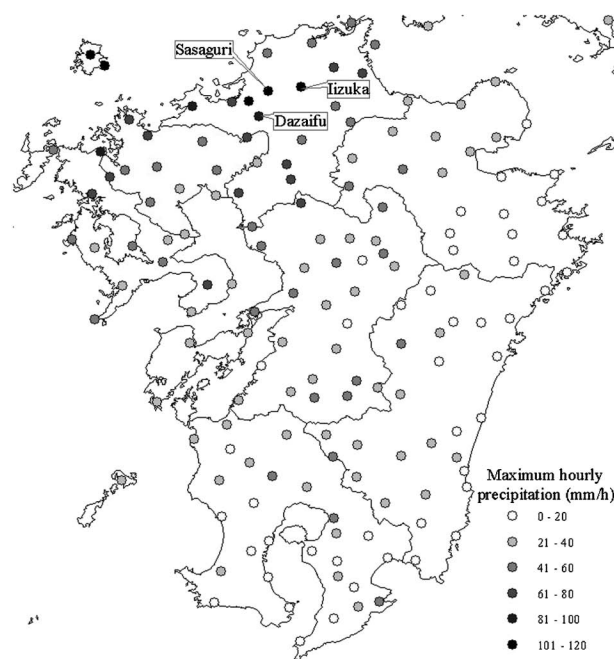 Sasaguri
Iizuka
Dazaifu
Maximum hourly
precipitation (mm/h)
0 - 20
21 - 40
41 - 60
61 - 80
81 - 100
101 - 120